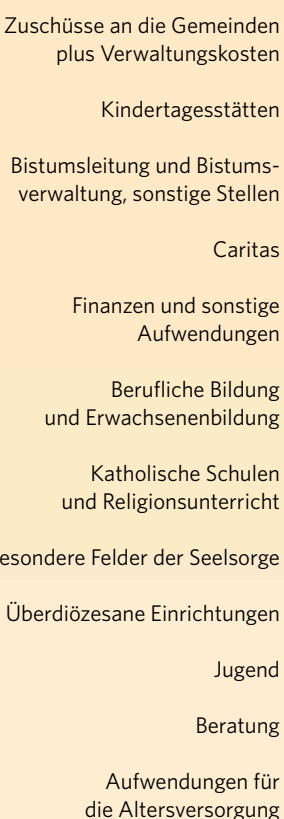 Zuschüsse an die Gemeinden
plus Verwaltungskosten
Kindertagesstätten
Bistumsleitung und Bistums-
verwaltung, sonstige Stellen
Caritas
Finanzen und sonstige
Aufwendungen
Berufliche Bildung
und Erwachsenenbildung
Katholische Schulen
und Religionsunterricht
esondere Felder der Seelsorge
Überdiözesane Einrichtungen
Jugend
Beratung
Aufwendungen für
die Altersversorgung